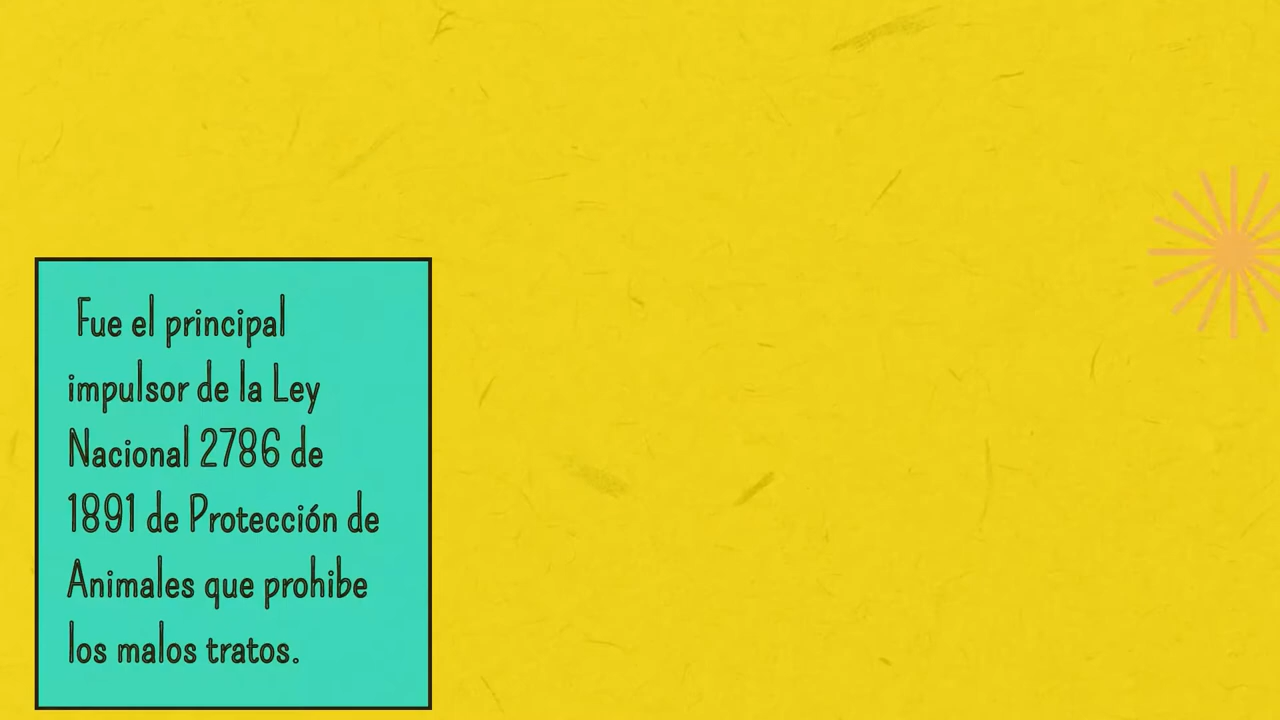 Fue el principal
impulsor de la Ley
Nacional 2786 de
1891 de Protección de
Animales que prohibe
los malos tratos.